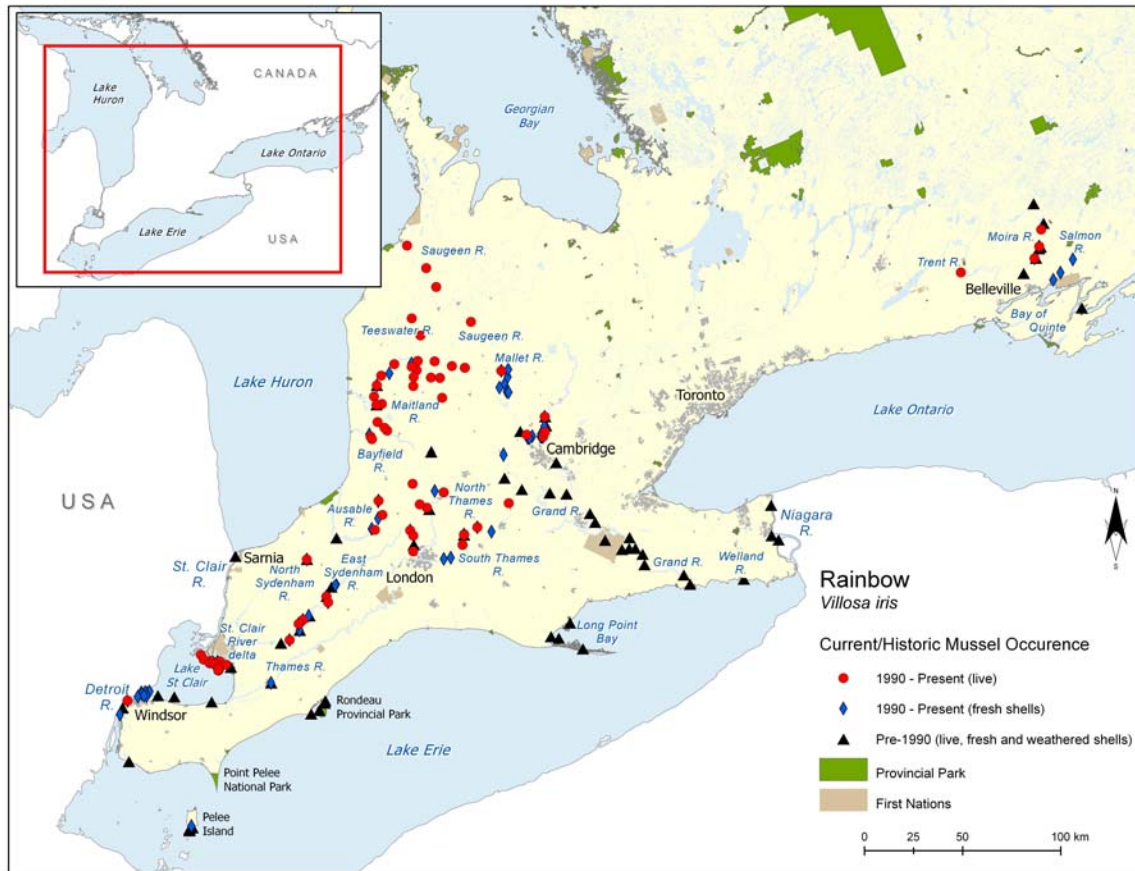 CANADA
Lake
Huron
Lake Ontario
Lake Erie
USA
Georgian
Bay
Saugeen R.
Moira R.
Salmon
R.
Trent R.
Belleville
Bay of
Quinte
Teeswater R.
Saugeen R.
Mallet R.
Lake Huron
Maitland
R.
Toronto
Lake Ontario
Cambridge
Bayfield
R.
USA
Ausable
R.
North
Thames
R.
Grand R.
Niagara
R.
Sarnia
St. Clair
R.
North
Sydenham
R.
East
Sydenham
R.
London
South Thames
R.
Grand R.
Welland
R.
St. Clair
River
delta
Long Point
Bay
Lake
St Clair
Thames R.
Detroit
R.
Windsor
Rondeau
Provincial Park
Lake Erie
Point Pelee
National Park
Pelee
Island
N
S
Rainbow
Villosa iris
Current/Historic Mussel Occurence
1990 - Present (live)
1990 - Present (fresh shells)
Pre-1990 (live, fresh and weathered shells)
Provincial Park
First Nations
0 25 50 100 km